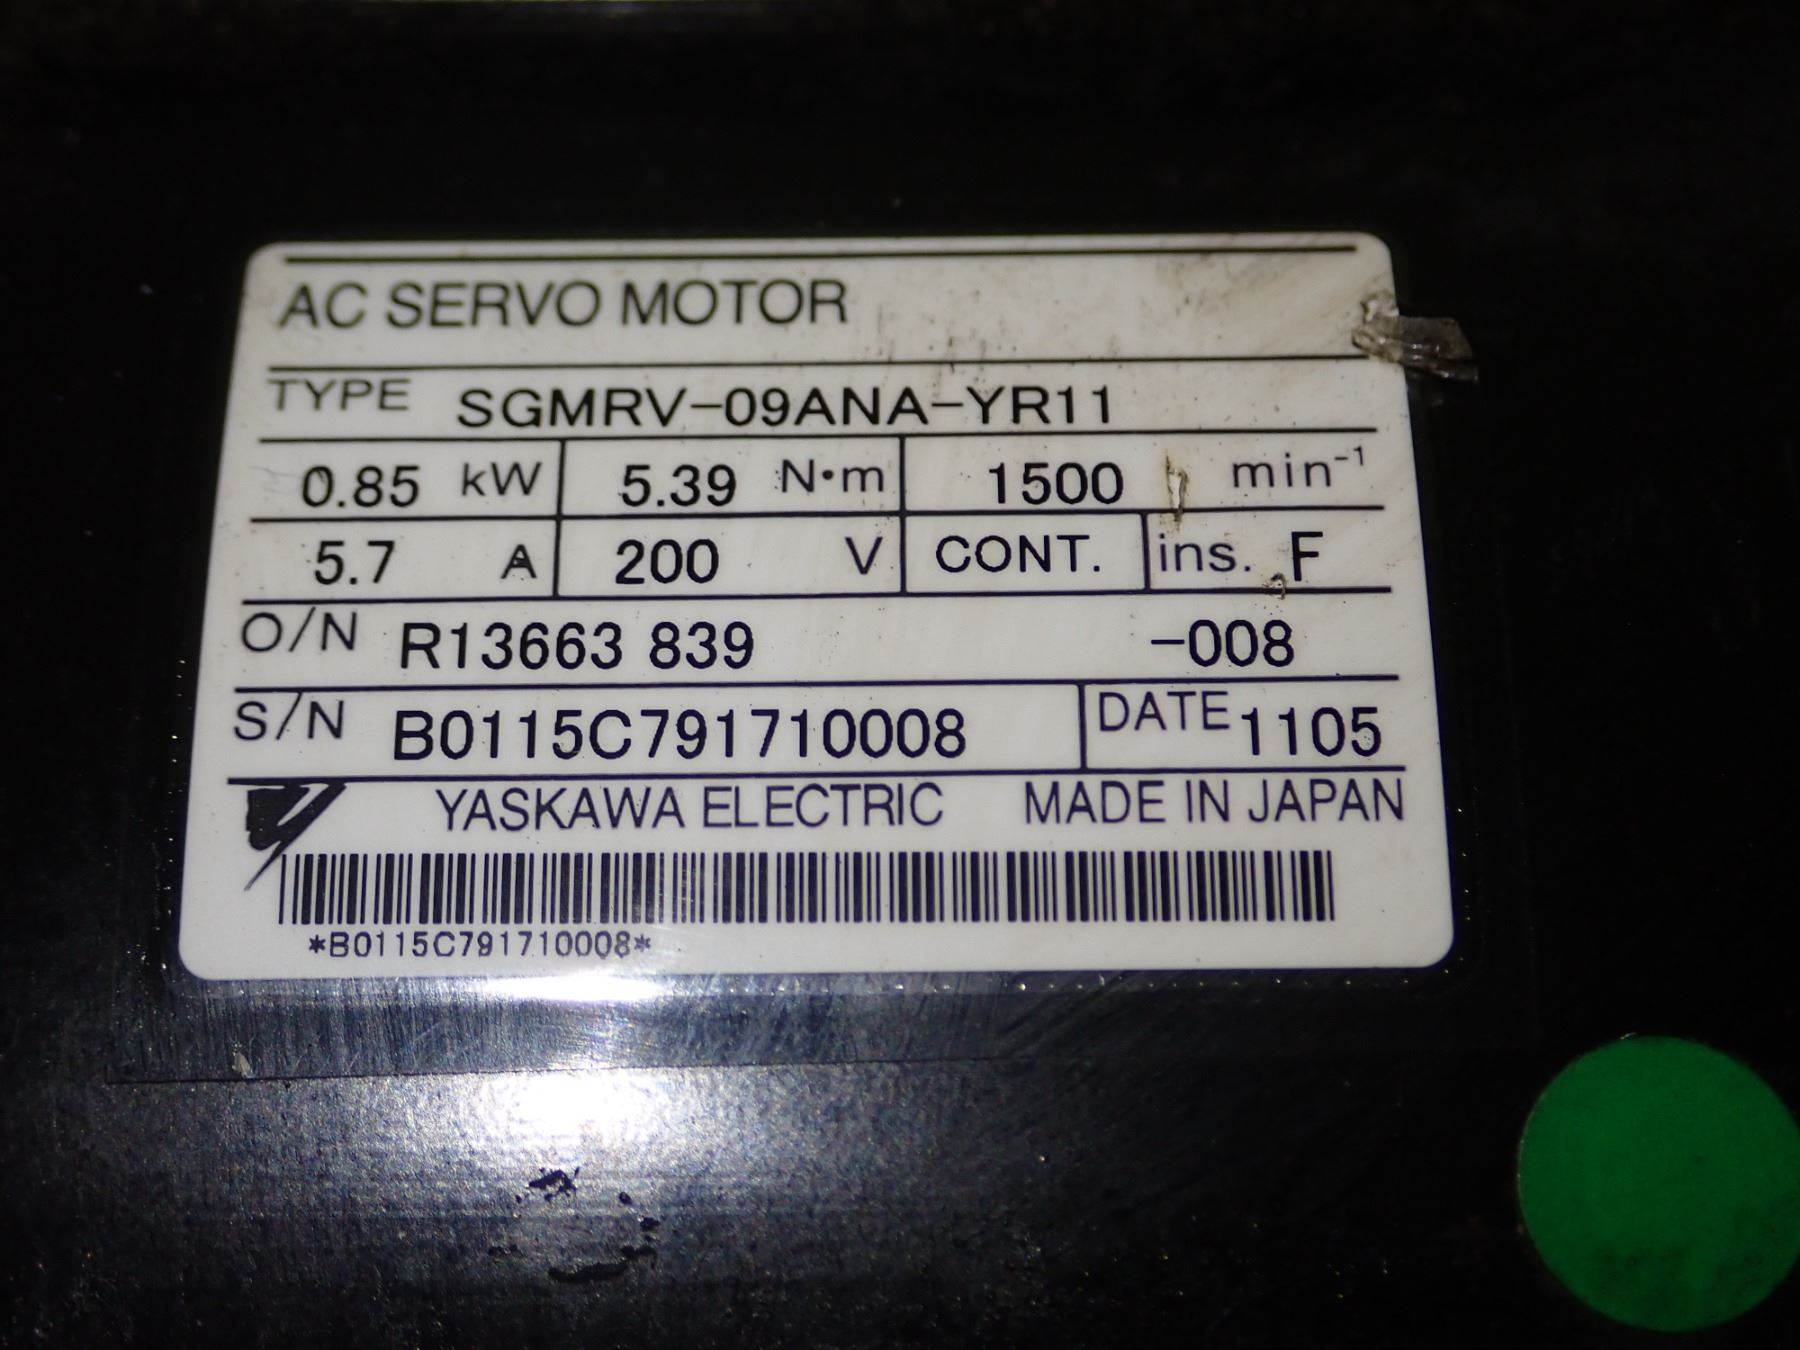 AC SERVO MOTOR
TYPE SGMRV-09ANA-YR11
0.85 kW 5.39 N·m 1500 min⁻¹
5.7 A 200 V CONT. ins. F
O/N R13663 839 -008
S/N B0115C791710008 DATE 1105
YASKAWA ELECTRIC MADE IN JAPAN
*B0115C791710008*